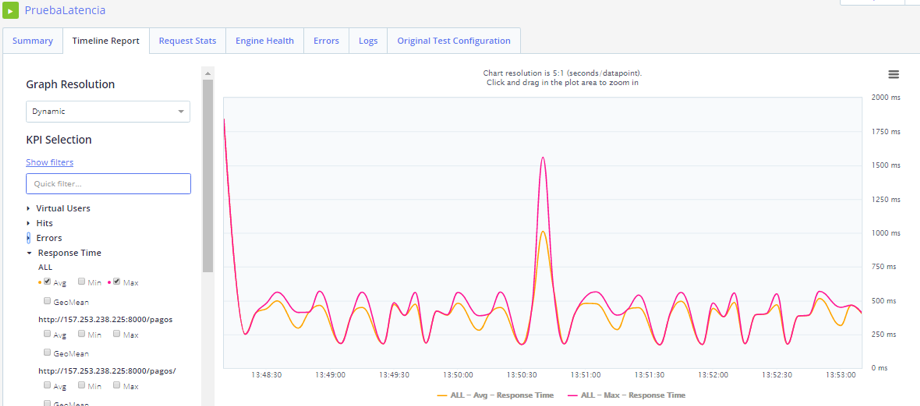 PruebaLatencia
Summary
Timeline Report
Request Stats
Engine Health
Errors
Logs
Original Test Configuration
Graph Resolution
Dynamic
KPI Selection
Show filters
Quick filter...
Virtual Users
Hits
Errors
Response Time
ALL
Avg Min Max
GeoMean
http://157.253.238.225:8000/pagos
Avg Min Max
GeoMean
http://157.253.238.225:8000/pagos/
Avg Min Max
GeoMean
Chart resolution is 5:1 (seconds/datapoint).
Click and drag in the plot area to zoom in
2000 ms
1750 ms
1500 ms
1250 ms
1000 ms
750 ms
500 ms
250 ms
0 ms
13:48:30 13:49:00 13:49:30 13:50:00 13:50:30 13:51:00 13:51:30 13:52:00 13:52:30 13:53:00
ALL – Avg – Response Time ALL – Max – Response Time